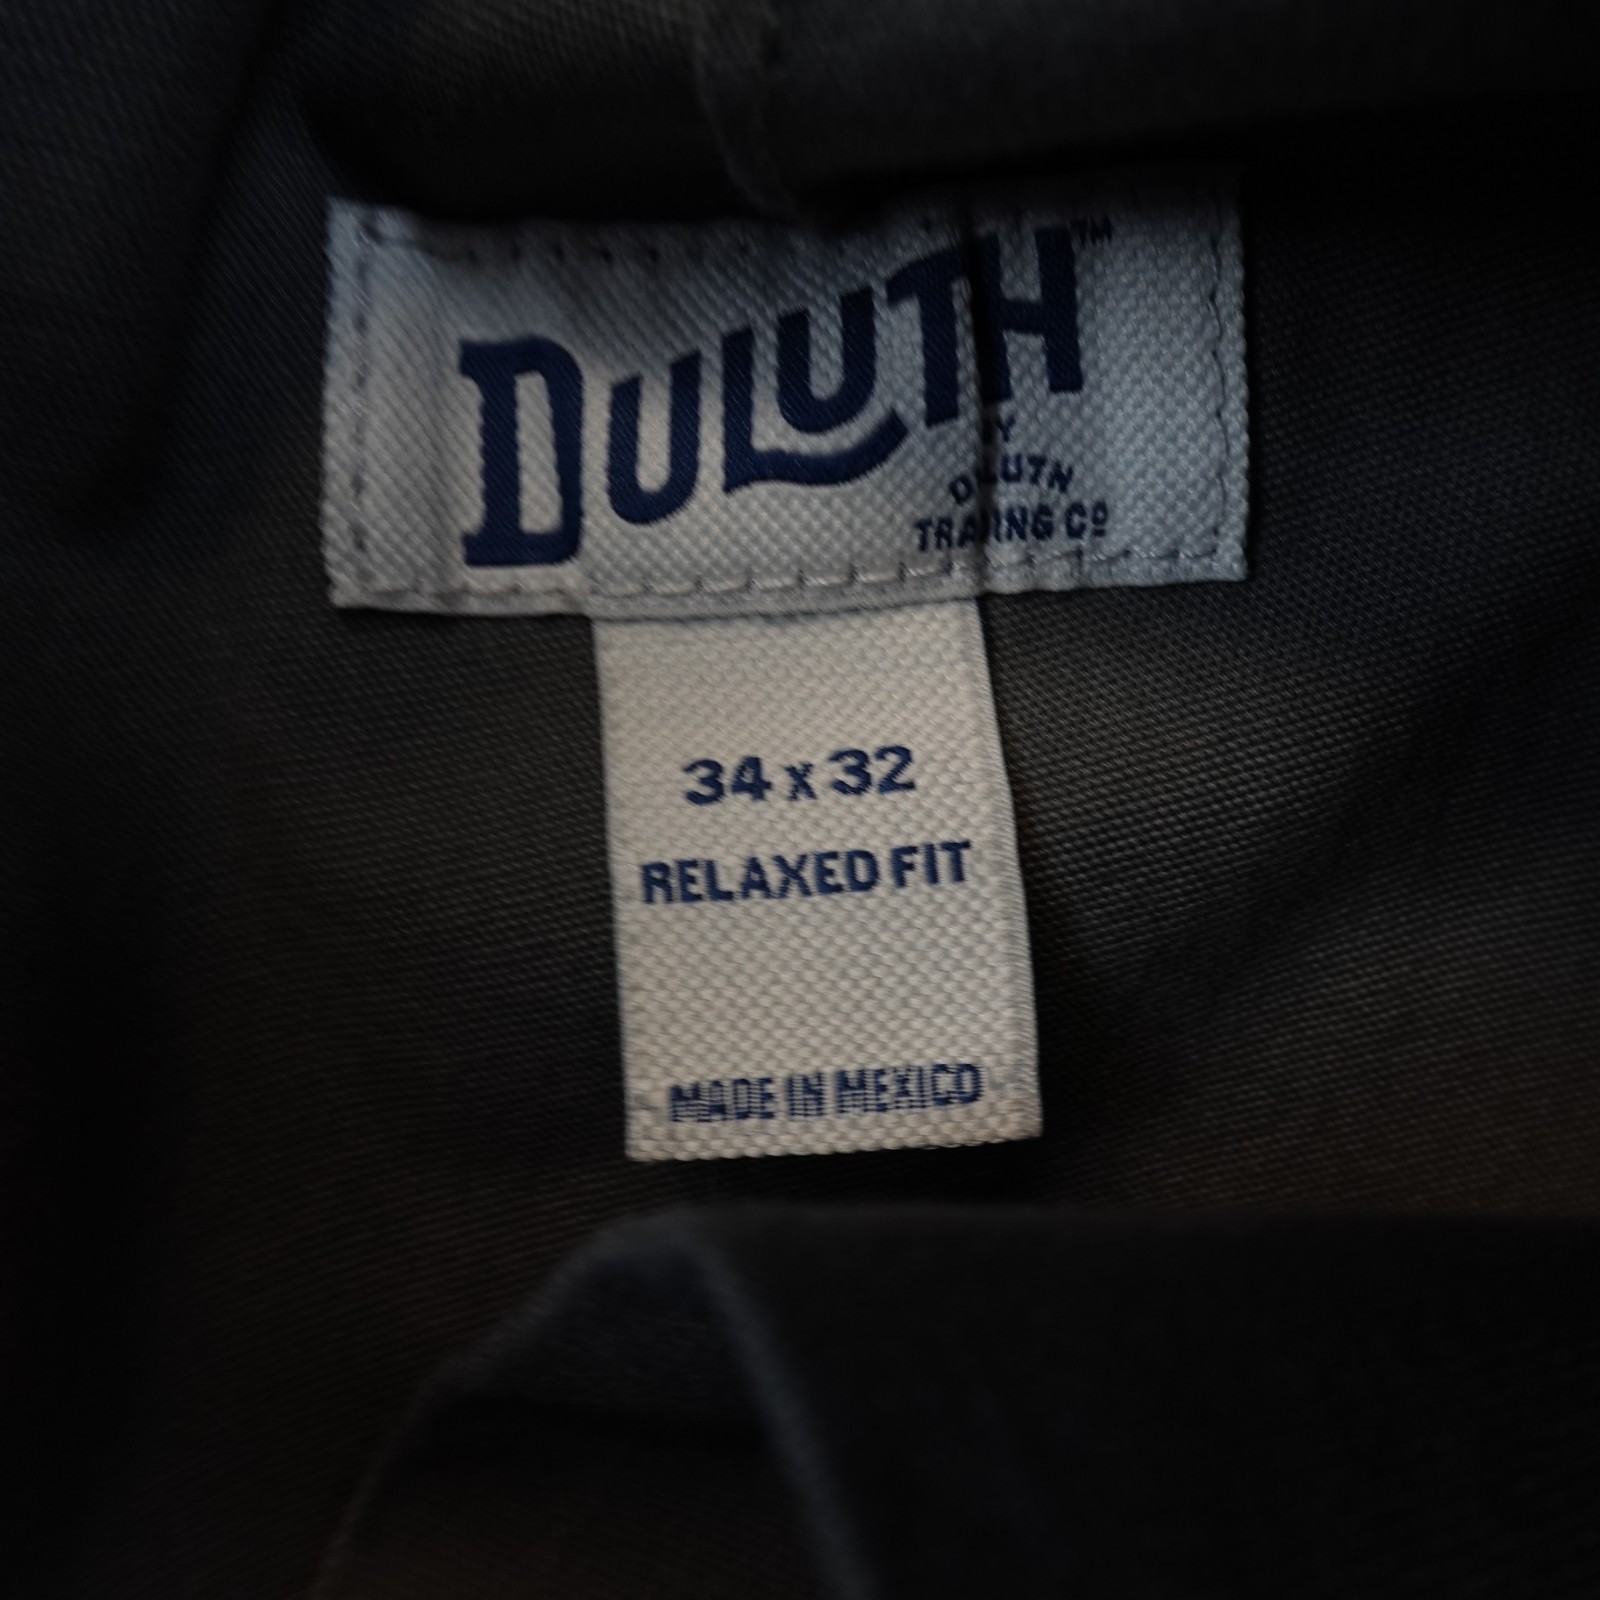 DULUTH™
BY
DULUTH
TRADING Cº
34 x 32
RELAXED FIT
MADE IN MEXICO